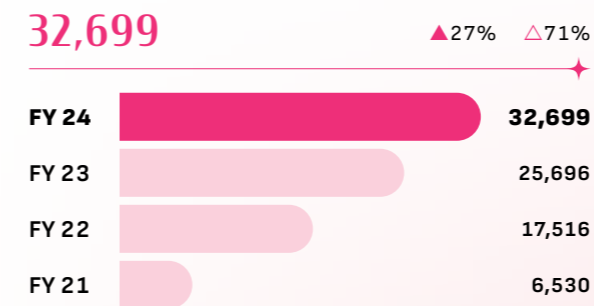 32,699 ▲27% △71%
FY 24 32,699
FY 23 25,696
FY 22 17,516
FY 21 6,530